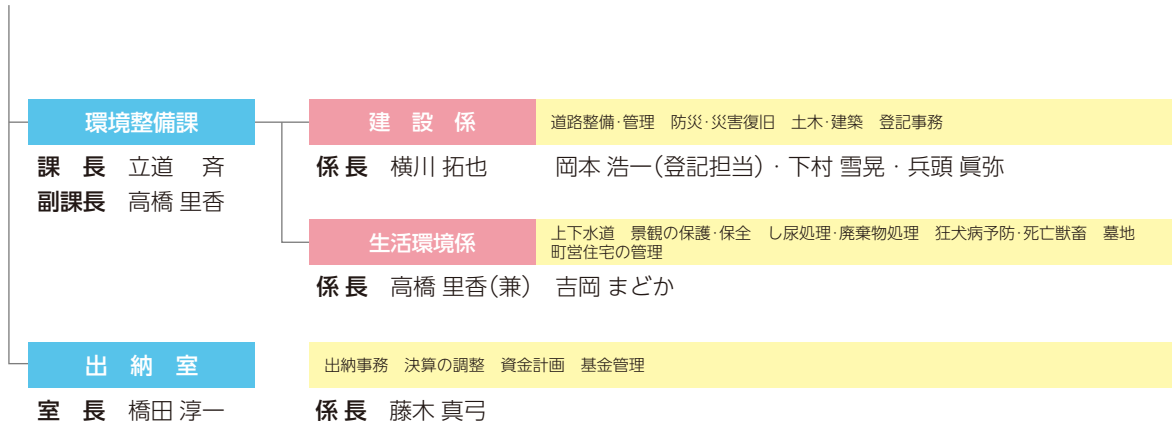 環境整備課
建 設 係
道路整備・管理 防災・災害復旧 土木・建築 登記事務
課 長 立道 斉
係長 横川 拓也 岡本 浩一(登記担当)・下村 雪晃・兵頭 眞弥
副課長 高橋 里香
生活環境係
上下水道 景観の保護・保全 し尿処理・廃棄物処理 狂犬病予防・死亡獣畜 墓地
町営住宅の管理
係長 高橋 里香(兼) 吉岡 まどか
出 納 室
出納事務 決算の調整 資金計画 基金管理
室 長 橋田 淳一
係長 藤木 真弓